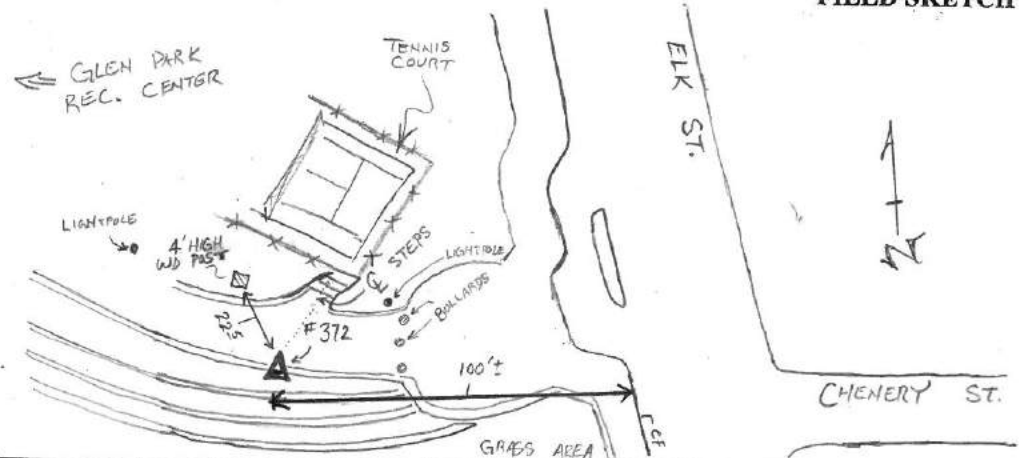 FIELD SKETCH
GLEN PARK
REC. CENTER
TENNIS
COURT
ELK ST.
LIGHTPOLE
4' HIGH
WD POST
STEPS
LIGHTPOLE
BOLLARDS
22.5
#372
100'±
CHENERY ST.
GRASS AREA
CF
N